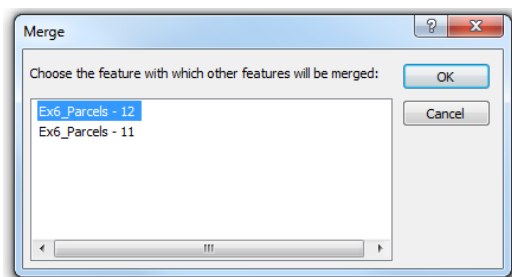 Merge
?
X
Choose the feature with which other features will be merged:
OK
Ex6_Parcels - 12
Cancel
Ex6_Parcels - 11